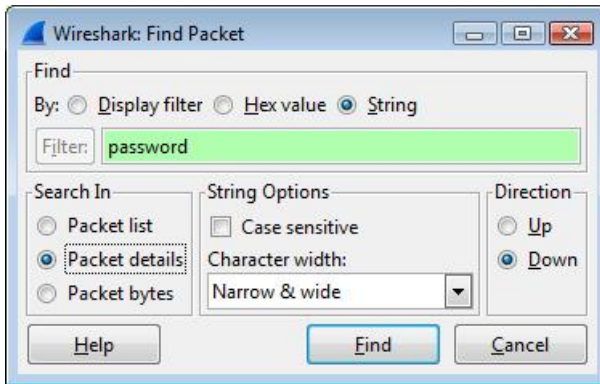 Wireshark: Find Packet
Find
By: Display filter Hex value String
Filter: password
Search In
Packet list
Packet details
Packet bytes
String Options
Case sensitive
Character width:
Narrow & wide
Direction
Up
Down
Help Find Cancel